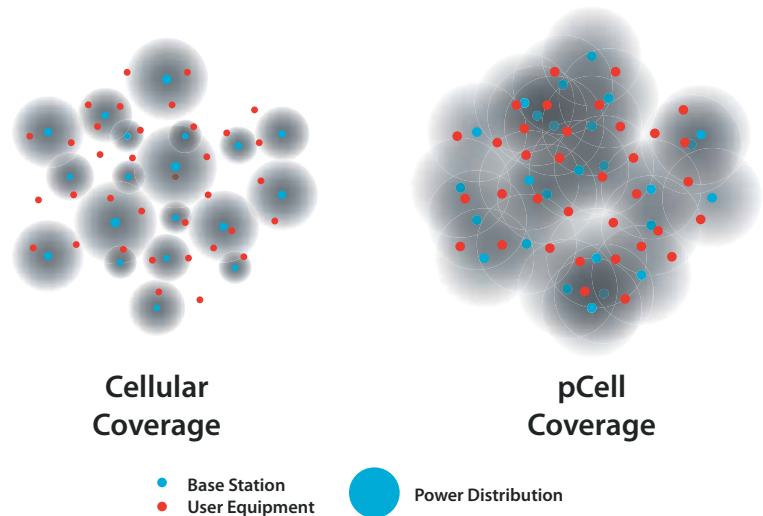 Cellular
Coverage
pCell
Coverage
Base Station
User Equipment
Power Distribution